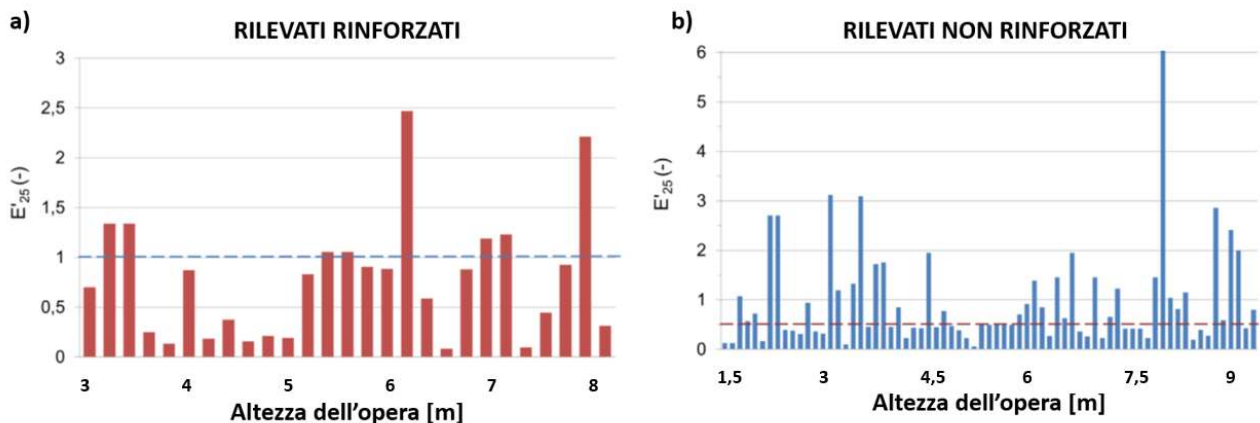 a)
RILEVATI RINFORZATI
3
2,5
2
1,5
1
0,5
0
E'25 (-)
3 4 5 6 7 8
Altezza dell'opera [m]
b)
RILEVATI NON RINFORZATI
6
5
4
3
2
1
0
E'25 (-)
1,5 3 4,5 6 7,5 9
Altezza dell'opera [m]